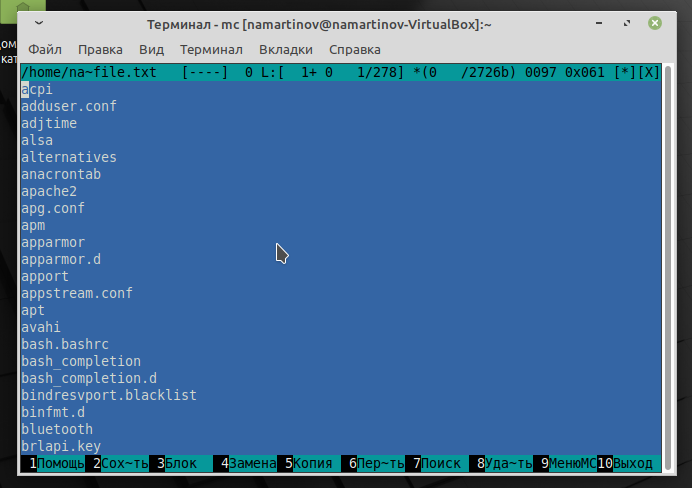 Терминал - mc [namartinov@namartinov-VirtualBox]:~
Файл Правка Вид Терминал Вкладки Справка
/home/na~file.txt [----] 0 L:[ 1+ 0 1/278] *(0 /2726b) 0097 0x061 [*][X]
acpi
adduser.conf
adjtime
alsa
alternatives
anacrontab
apache2
apg.conf
apm
apparmor
apparmor.d
apport
appstream.conf
apt
avahi
bash.bashrc
bash_completion
bash_completion.d
bindresvport.blacklist
binfmt.d
bluetooth
brlapi.key
1Помощь 2Сох~ть 3Блок 4Замена 5Копия 6Пер~ть 7Поиск 8Уда~ть 9МенюМС 10Выход